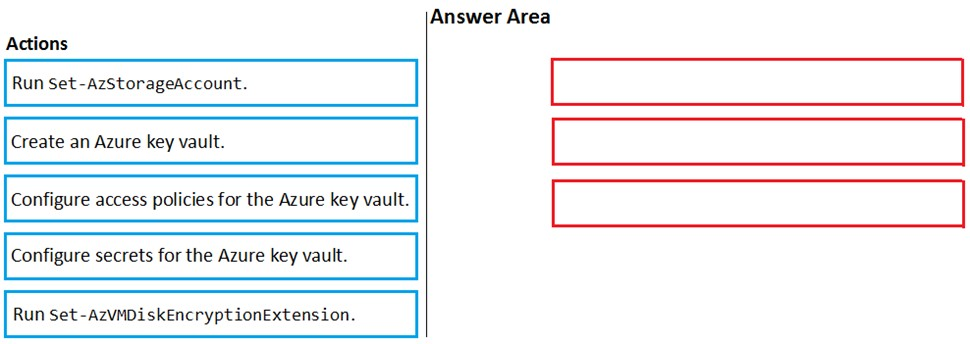 Answer Area
Actions
Run Set-AzStorageAccount.
Create an Azure key vault.
Configure access policies for the Azure key vault.
Configure secrets for the Azure key vault.
Run Set-AzVMDiskEncryptionExtension.